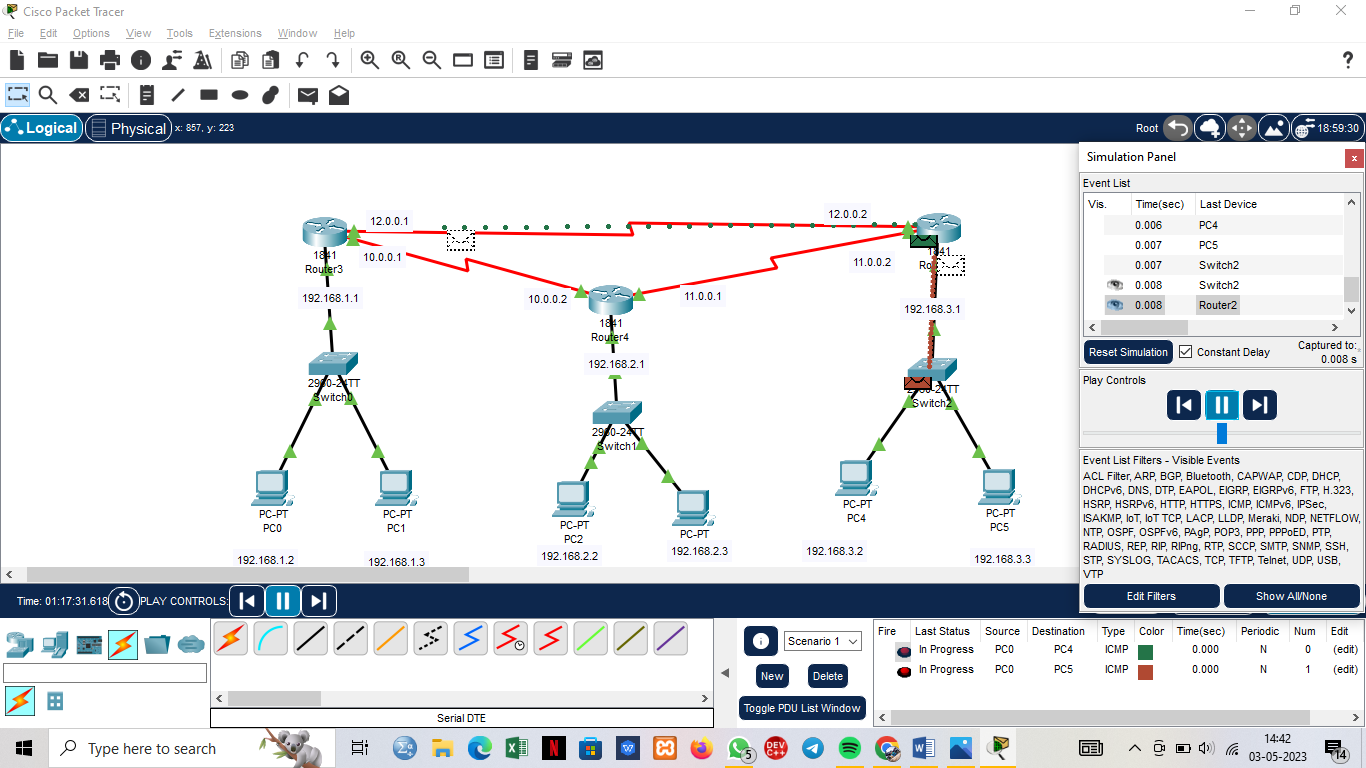 Cisco Packet Tracer
File Edit Options View Tools Extensions Window Help
?
Logical Physical x: 857, y: 223 Root 18:59:30
Simulation Panel x
Event List
Vis. Time(sec) Last Device
0.006 PC4
0.007 PC5
0.007 Switch2
0.008 Switch2
0.008 Router2
Reset Simulation Constant Delay Captured to:
0.008 s
Play Controls
Event List Filters - Visible Events
ACL Filter, ARP, BGP, Bluetooth, CAPWAP, CDP, DHCP,
DHCPv6, DNS, DTP, EAPOL, EIGRP, EIGRPv6, FTP, H.323,
HSRP, HSRPv6, HTTP, HTTPS, ICMP, ICMPv6, IPSec,
ISAKMP, IoT, IoT TCP, LACP, LLDP, Meraki, NDP, NETFLOW,
NTP, OSPF, OSPFv6, PAgP, POP3, PPP, PPPoED, PTP,
RADIUS, REP, RIP, RIPng, RTP, SCCP, SMTP, SNMP, SSH,
STP, SYSLOG, TACACS, TCP, TFTP, Telnet, UDP, USB,
VTP
Edit Filters Show All/None
12.0.0.1
12.0.0.2
1841
Router3
10.0.0.1
1841
11.0.0.2
192.168.1.1
10.0.0.2
11.0.0.1
1841
Router4
192.168.3.1
192.168.2.1
2960-24TT
Switch0
2960-24TT
Switch2
2960-24TT
Switch1
PC-PT
PC0
PC-PT
PC1
PC-PT
PC2
PC-PT
PC-PT
PC4
PC-PT
PC5
192.168.1.2
192.168.1.3
192.168.2.2
192.168.2.3
192.168.3.2
192.168.3.3
Time: 01:17:31.618 PLAY CONTROLS:
Serial DTE
i Scenario 1
New Delete
Toggle PDU List Window
Fire Last Status Source Destination Type Color Time(sec) Periodic Num Edit
In Progress PC0 PC4 ICMP 0.000 N 0 (edit)
In Progress PC0 PC5 ICMP 0.000 N 1 (edit)
Type here to search
5
DEV C++
14:42
03-05-2023
14